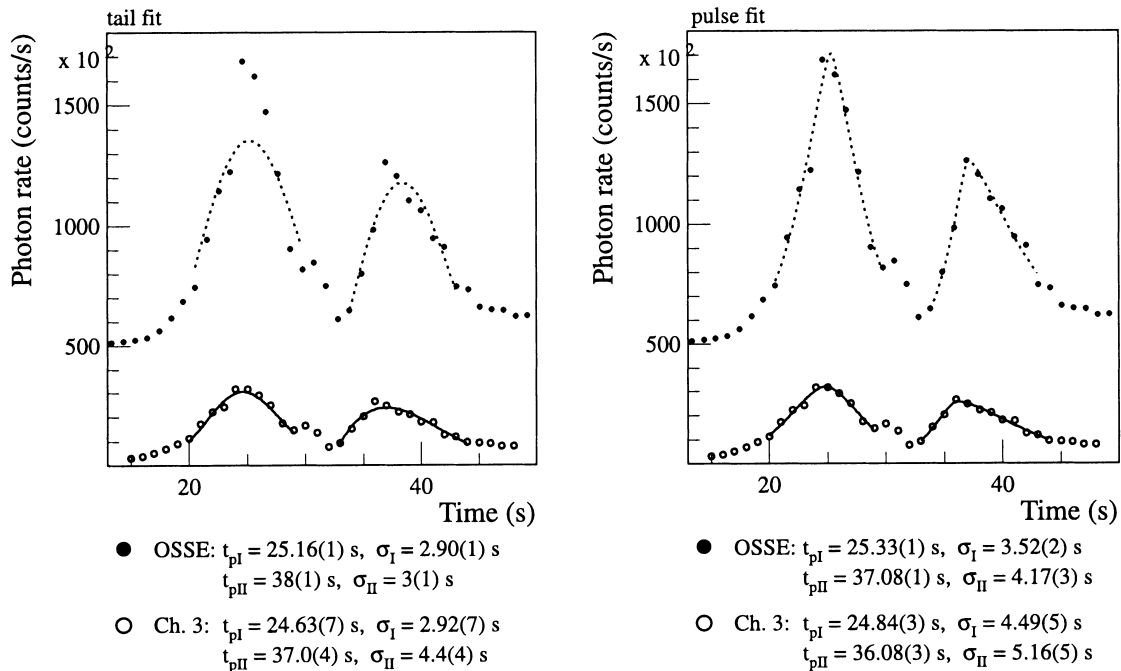 tail fit
x 10 2
1500
1000
500
Photon rate (counts/s)
20 40
Time (s)
● OSSE: t_pI = 25.16(1) s, σ_I = 2.90(1) s
t_pII = 38(1) s, σ_II = 3(1) s
○ Ch. 3: t_pI = 24.63(7) s, σ_I = 2.92(7) s
t_pII = 37.0(4) s, σ_II = 4.4(4) s
pulse fit
x 10 2
1500
1000
500
Photon rate (counts/s)
20 40
Time (s)
● OSSE: t_pI = 25.33(1) s, σ_I = 3.52(2) s
t_pII = 37.08(1) s, σ_II = 4.17(3) s
○ Ch. 3: t_pI = 24.84(3) s, σ_I = 4.49(5) s
t_pII = 36.08(3) s, σ_II = 5.16(5) s